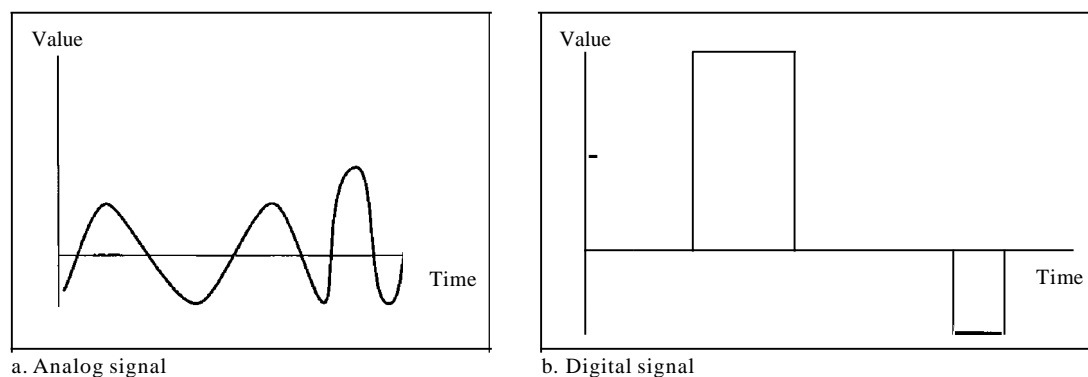 Value
Time
a. Analog signal
Value
Time
b. Digital signal